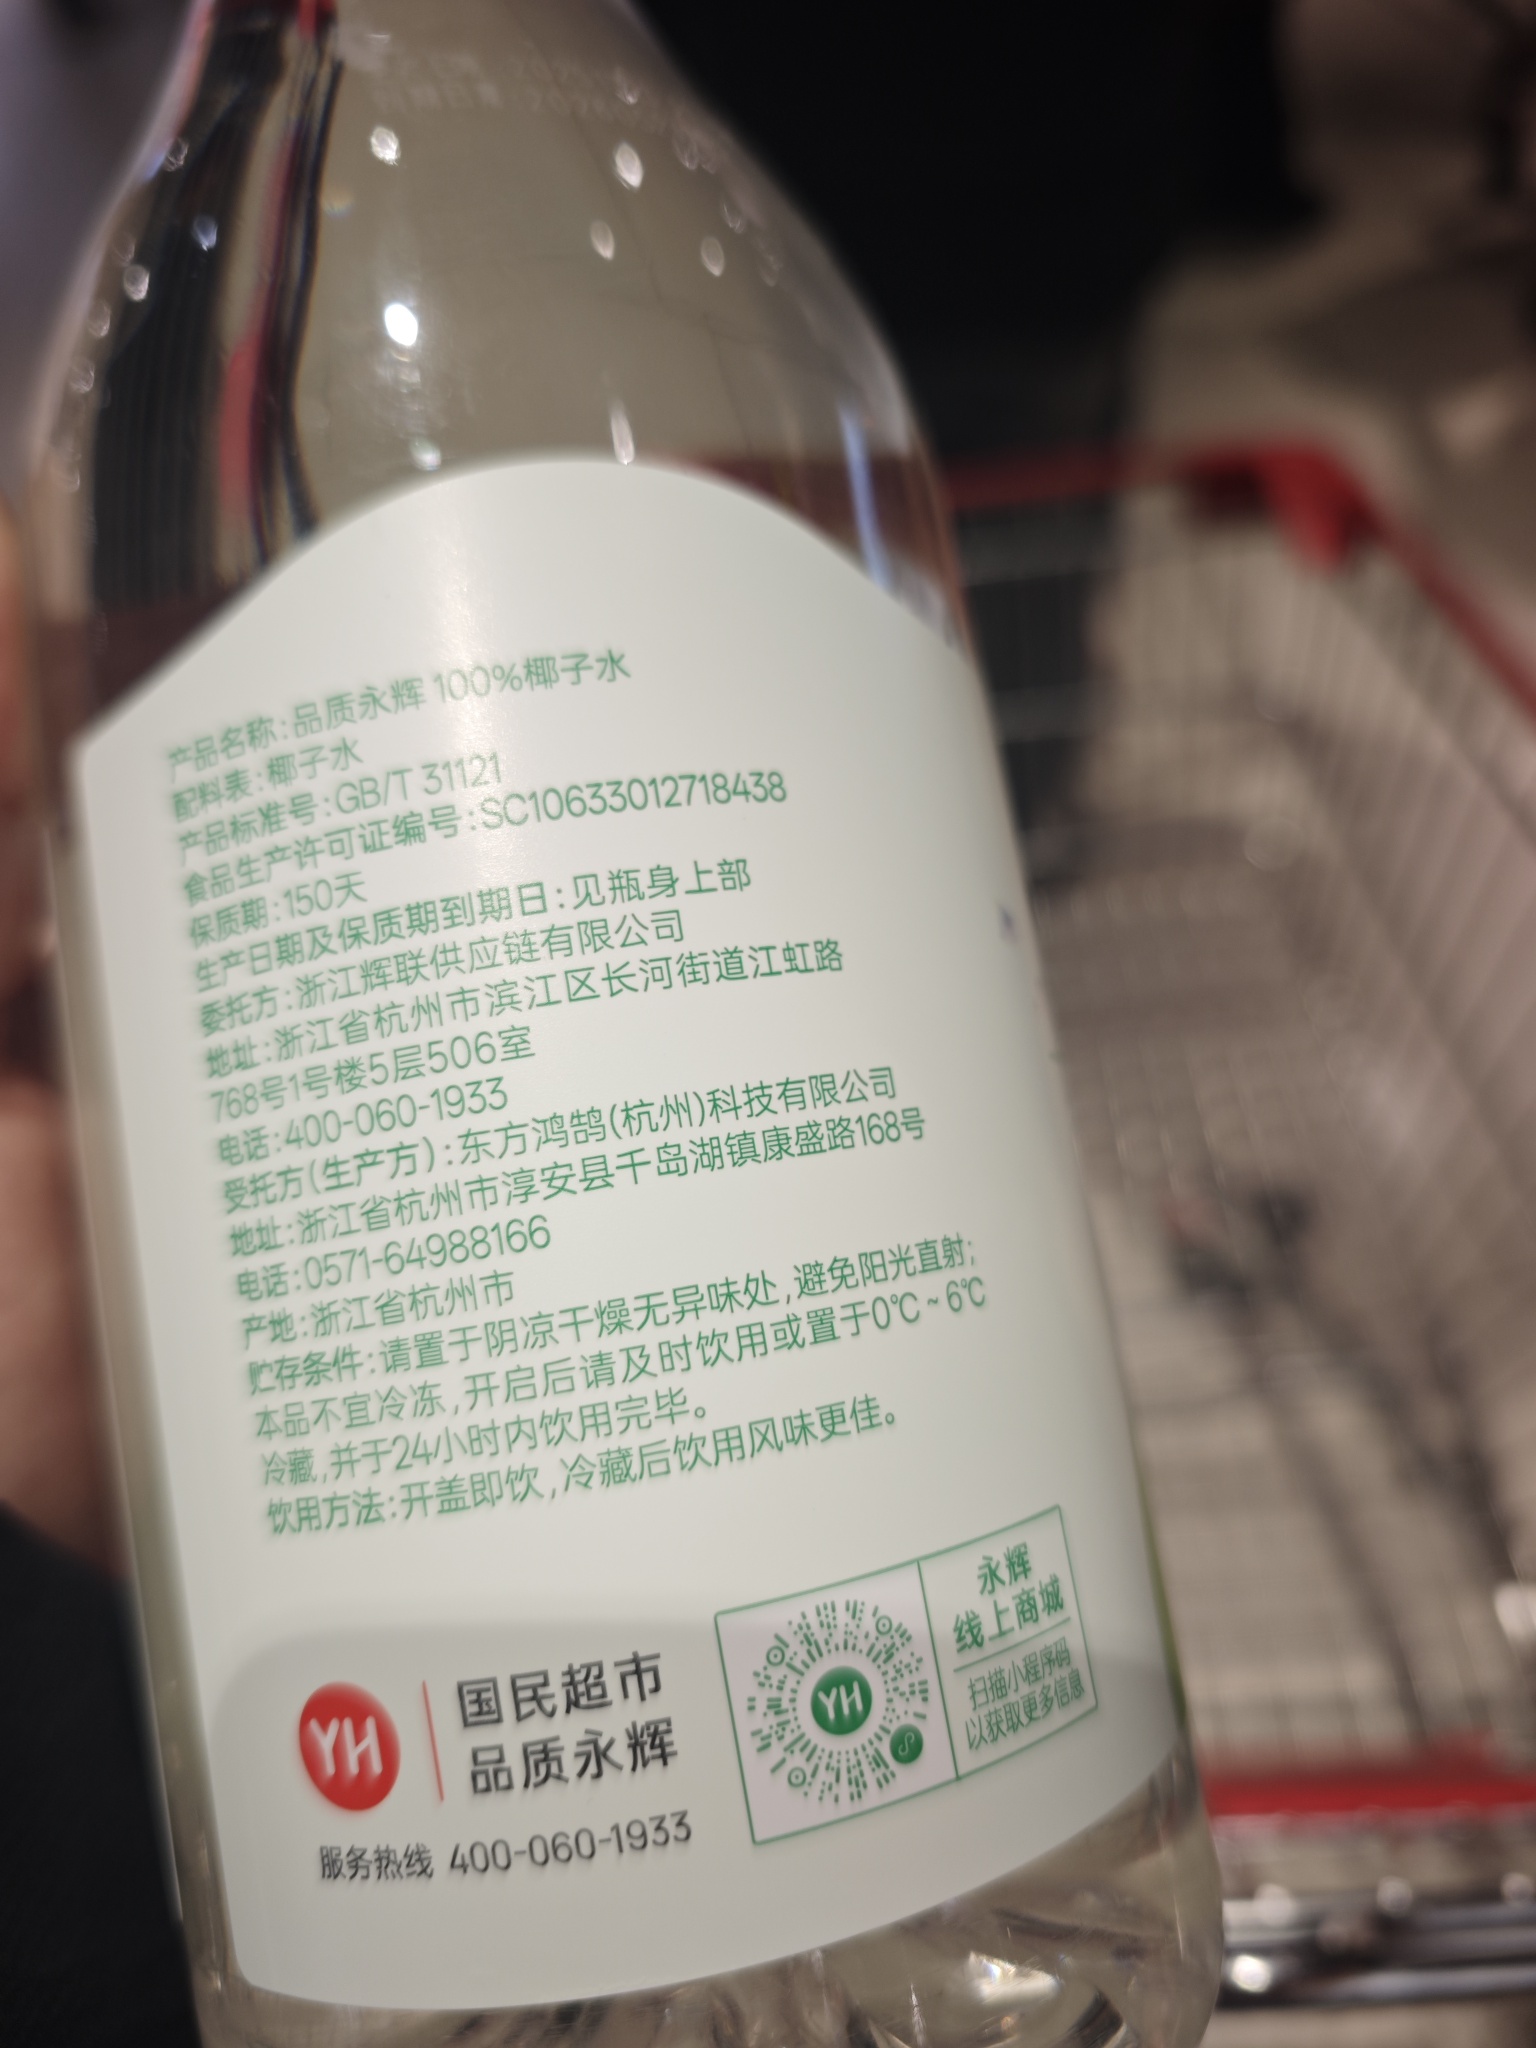 产品名称:品质永辉 100%椰子水
配料表:椰子水
产品标准号:GB/T 31121
食品生产许可证编号:SC10633012718438
保质期:150天
生产日期及保质期到期日:见瓶身上部
委托方:浙江辉联供应链有限公司
地址:浙江省杭州市滨江区长河街道江虹路
768号1号楼5层506室
电话:400-060-1933
受托方(生产方):东方鸿鹄(杭州)科技有限公司
地址:浙江省杭州市淳安县千岛湖镇康盛路168号
电话:0571-64988166
产地:浙江省杭州市
贮存条件:请置于阴凉干燥无异味处,避免阳光直射;
本品不宜冷冻,开启后请及时饮用或置于0℃~6℃
冷藏,并于24小时内饮用完毕。
饮用方法:开盖即饮,冷藏后饮用风味更佳。
YH
国民超市
品质永辉
服务热线 400-060-1933
YH
永辉
线上商城
扫描小程序码
以获取更多信息